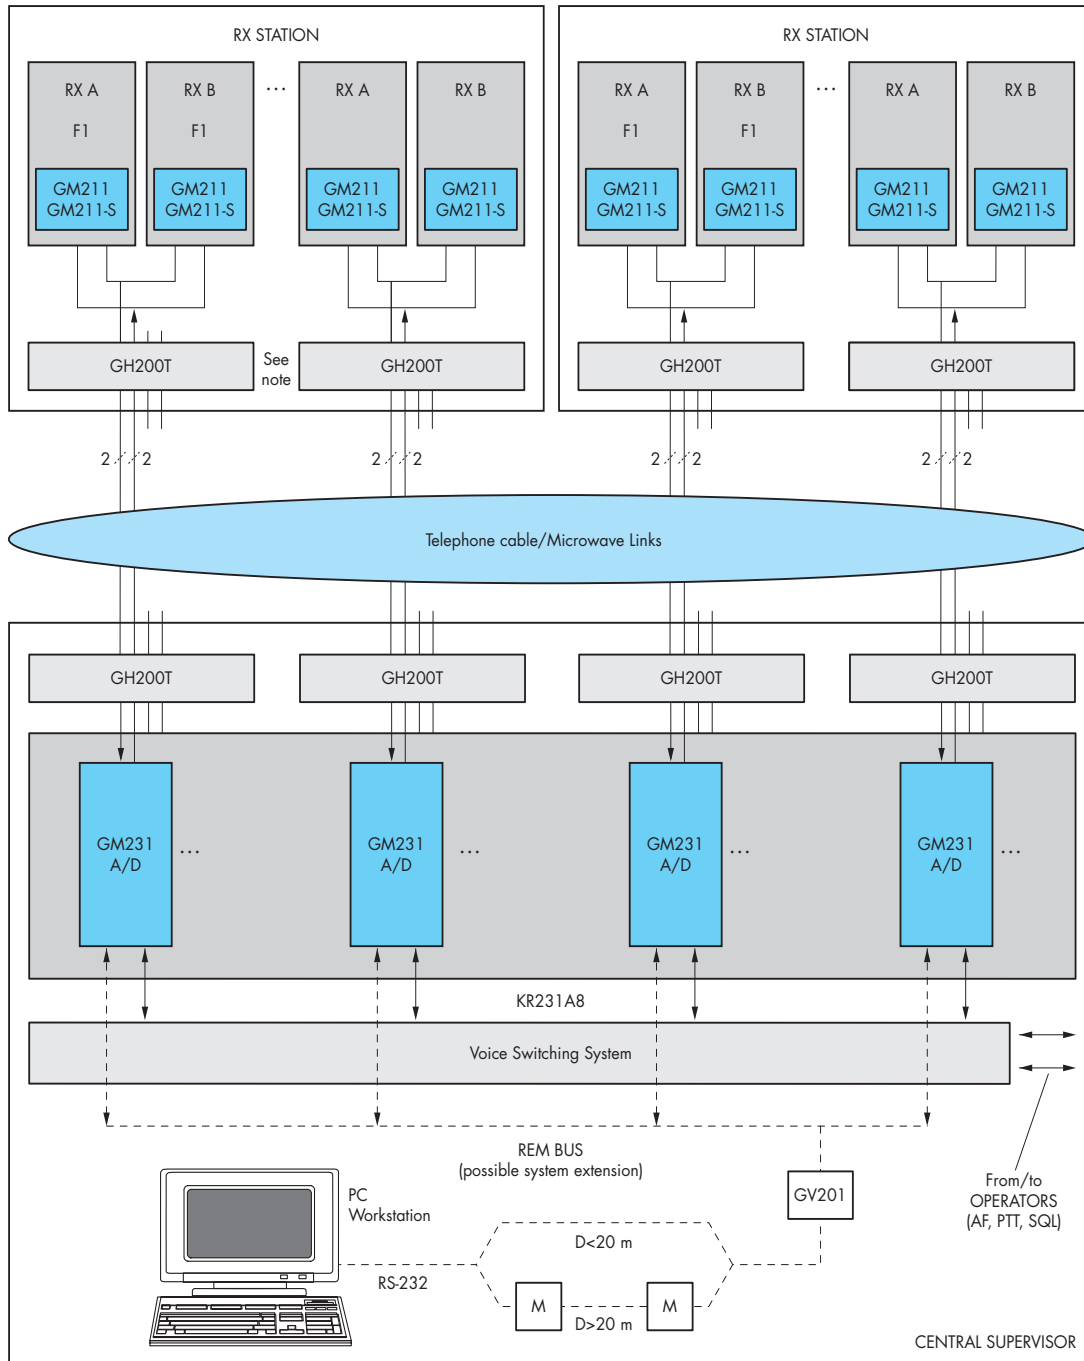 RX STATION
RX STATION
RX A
RX B
...
RX A
RX B
RX A
RX B
...
RX A
RX B
F1
F1
F1
F1
GM211
GM211-S
GM211
GM211-S
GM211
GM211-S
GM211
GM211-S
GM211
GM211-S
GM211
GM211-S
GM211
GM211-S
GM211
GM211-S
GH200T
See
note
GH200T
GH200T
GH200T
2 2
2 2
2 2
2 2
Telephone cable/Microwave Links
GH200T
GH200T
GH200T
GH200T
GM231
A/D
...
GM231
A/D
...
GM231
A/D
...
GM231
A/D
...
KR231A8
Voice Switching System
REM BUS
(possible system extension)
From/to
OPERATORS
(AF, PTT, SQL)
PC
Workstation
GV201
D<20 m
RS-232
M
M
D>20 m
CENTRAL SUPERVISOR